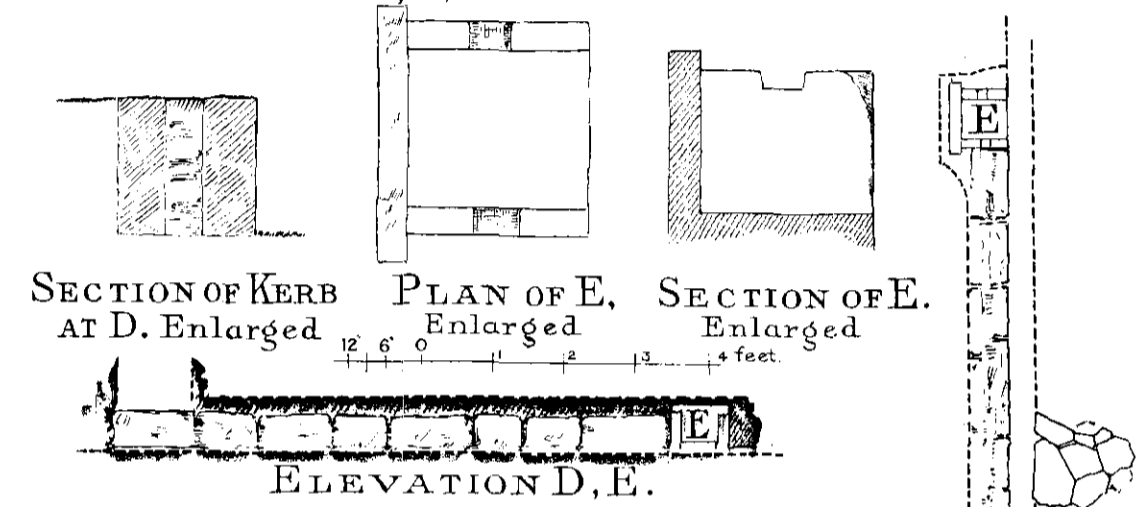 SECTION OF KERB
AT D. Enlarged
PLAN OF E,
Enlarged
SECTION OF E.
Enlarged
12" 6" 0 1 2 3 4 feet.
E
E
ELEVATION D, E.